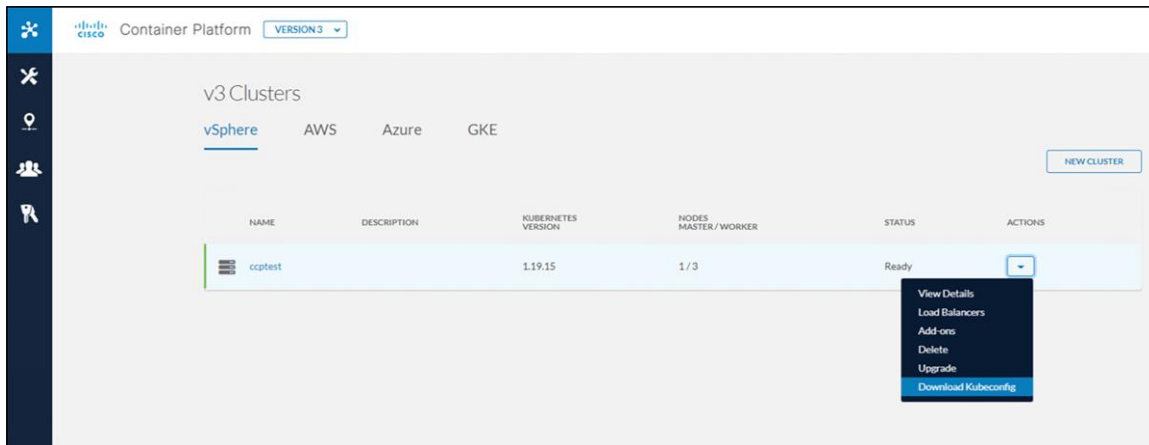 cisco Container Platform VERSION 3
v3 Clusters
vSphere AWS Azure GKE
NEW CLUSTER
NAME DESCRIPTION KUBERNETES VERSION NODES MASTER / WORKER STATUS ACTIONS
ccptest 1.19.15 1 / 3 Ready
View Details
Load Balancers
Add-ons
Delete
Upgrade
Download Kubeconfig